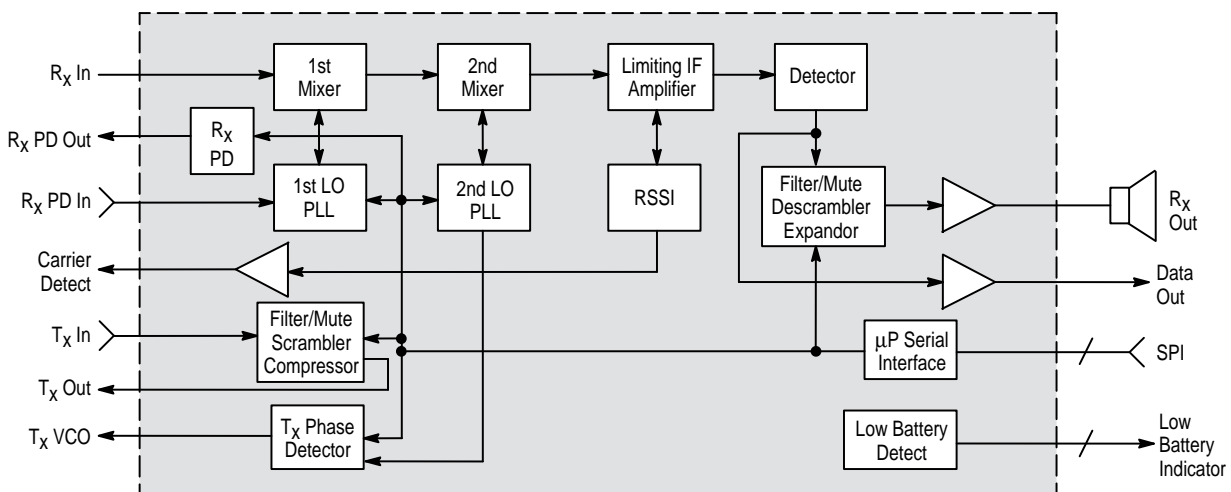 Rx In
1st
Mixer
2nd
Mixer
Limiting IF
Amplifier
Detector
Rx PD Out
Rx
PD
Rx PD In
1st LO
PLL
2nd LO
PLL
RSSI
Filter/Mute
Descrambler
Expandor
Rx
Out
Carrier
Detect
Data
Out
Tx In
Filter/Mute
Scrambler
Compressor
µP Serial
Interface
SPI
Tx Out
Tx VCO
Tx Phase
Detector
Low Battery
Detect
Low
Battery
Indicator